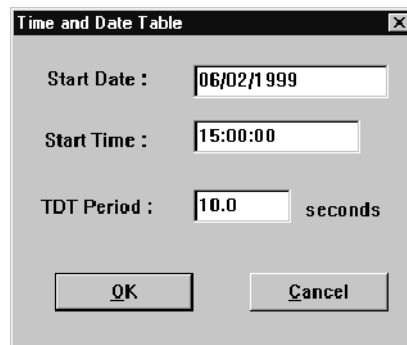 Time and Date Table
Start Date : 06/02/1999
Start Time : 15:00:00
TDT Period : 10.0 seconds
OK Cancel